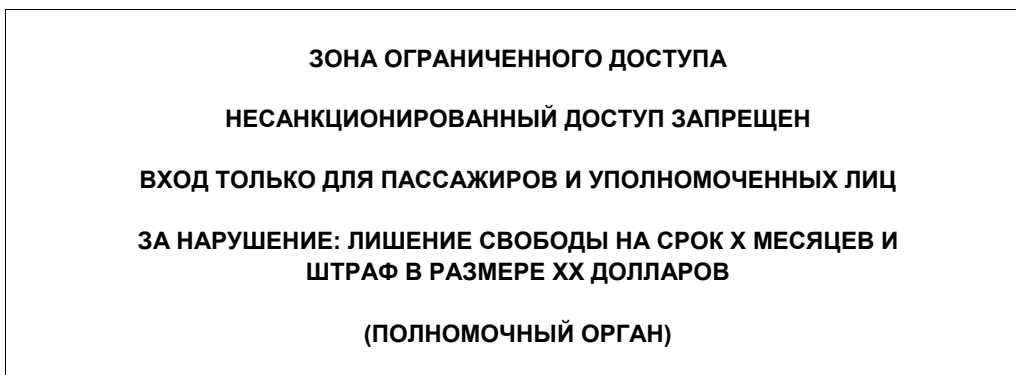 ЗОНА ОГРАНИЧЕННОГО ДОСТУПА
НЕСАНКЦИОНИРОВАННЫЙ ДОСТУП ЗАПРЕЩЕН
ВХОД ТОЛЬКО ДЛЯ ПАССАЖИРОВ И УПОЛНОМОЧЕННЫХ ЛИЦ
ЗА НАРУШЕНИЕ: ЛИШЕНИЕ СВОБОДЫ НА СРОК Х МЕСЯЦЕВ И
ШТРАФ В РАЗМЕРЕ ХХ ДОЛЛАРОВ
(ПОЛНОМОЧНЫЙ ОРГАН)